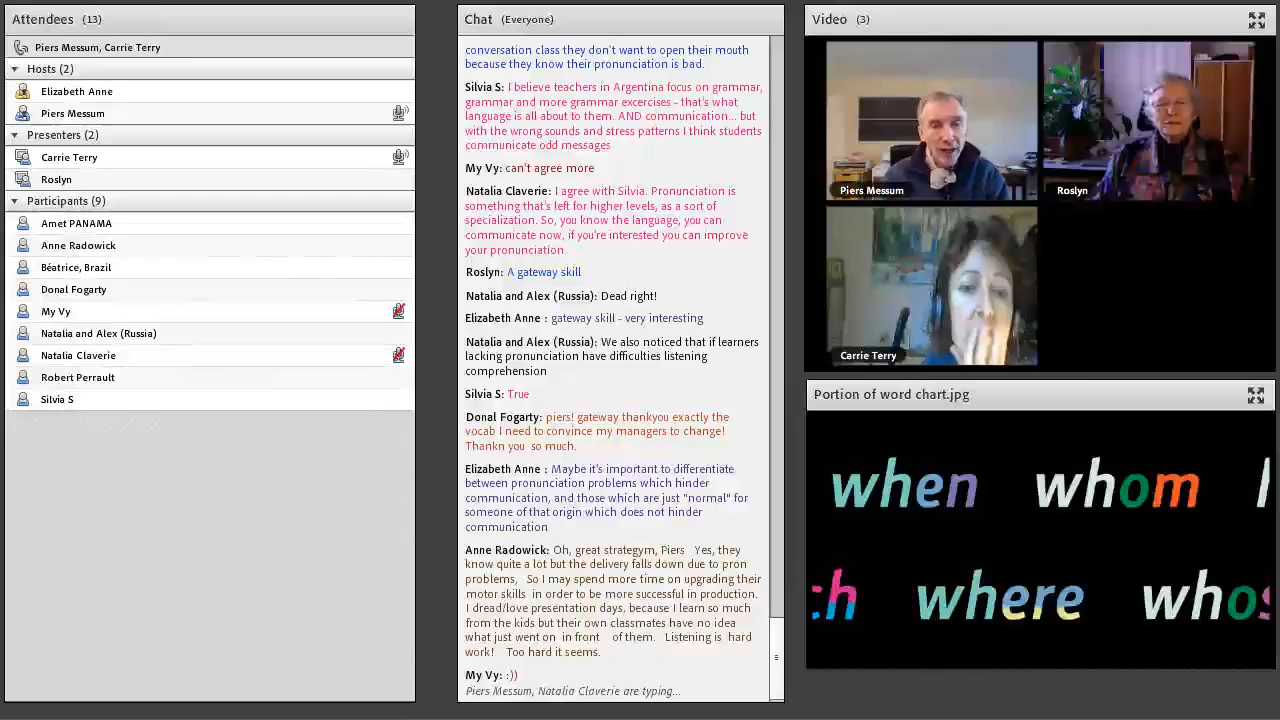 Attendees (13)
Piers Messum, Carrie Terry
Hosts (2)
Elizabeth Anne
Piers Messum
Presenters (2)
Carrie Terry
Roslyn
Participants (9)
Amet PANAMA
Anne Radowick
Béatrice, Brazil
Donal Fogarty
My Vy
Natalia and Alex (Russia)
Natalia Claverie
Robert Perrault
Silvia S
Chat (Everyone)
conversation class they don't want to open their mouth
because they know their pronunciation is bad.
Silvia S: I believe teachers in Argentina focus on grammar,
grammar and more grammar excercises - that's what
language is all about to them. AND communication... but
with the wrong sounds and stress patterns I think students
communicate odd messages
My Vy: can't agree more
Natalia Claverie: I agree with Silvia. Pronunciation is
something that's left for higher levels, as a sort of
specialization. So, you know the language, you can
communicate now, if you're interested you can improve
your pronunciation.
Roslyn: A gateway skill
Natalia and Alex (Russia): Dead right!
Elizabeth Anne : gateway skill - very interesting
Natalia and Alex (Russia): We also noticed that if learners
lacking pronunciation have difficulties listening
comprehension
Silvia S: True
Donal Fogarty: piers! gateway thankyou exactly the
vocab I need to convince my managers to change!
Thankn you so much.
Elizabeth Anne : Maybe it's important to differentiate
between pronunciation problems which hinder
communication, and those which are just "normal" for
someone of that origin which does not hinder
communication
Anne Radowick: Oh, great strategym, Piers Yes, they
know quite a lot but the delivery falls down due to pron
problems, So I may spend more time on upgrading their
motor skills in order to be more successful in production.
I dread/love presentation days, because I learn so much
from the kids but their own classmates have no idea
what just went on in front of them. Listening is hard
work! Too hard it seems.
My Vy: :))
Piers Messum, Natalia Claverie are typing...
Video (3)
Piers Messum
Roslyn
Carrie Terry
Portion of word chart.jpg
when whom
ch where whos